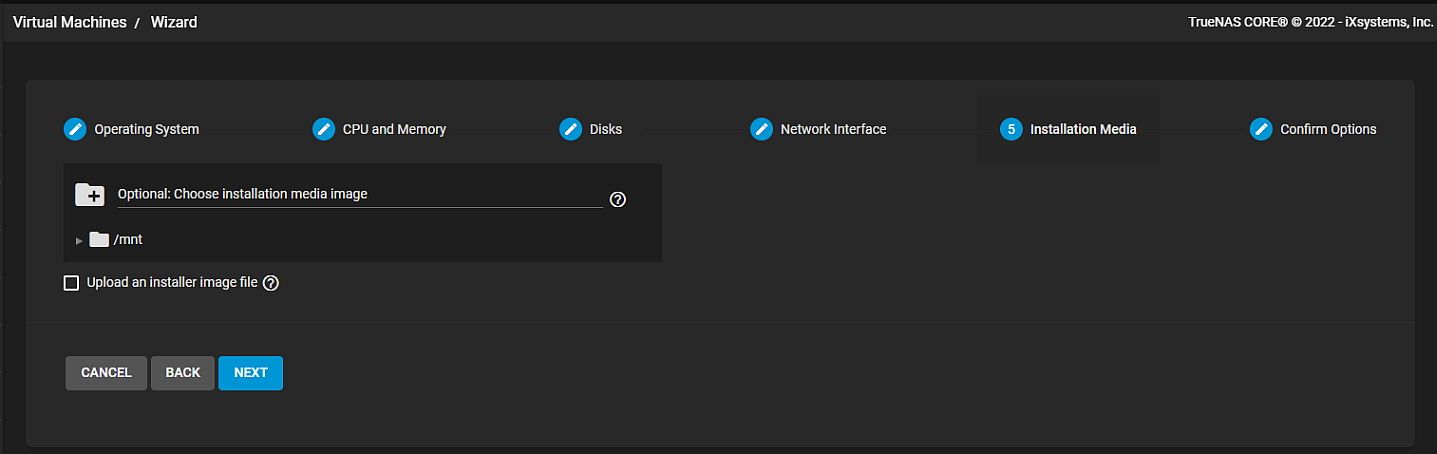 Virtual Machines / Wizard TrueNAS CORE® © 2022 - iXsystems, Inc.
Operating System CPU and Memory Disks Network Interface 5 Installation Media Confirm Options
Optional: Choose installation media image
/mnt
Upload an installer image file
CANCEL BACK NEXT